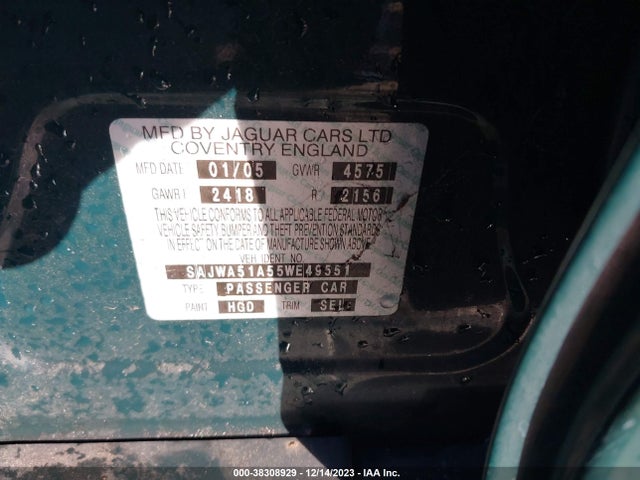 MFD BY JAGUAR CARS LTD
COVENTRY ENGLAND
MFD DATE 01/05 GVWR 4575
GAWR F 2418 R 2156
THIS VEHICLE CONFORMS TO ALL APPLICABLE FEDERAL MOTOR
VEHICLE SAFETY BUMPER AND THEFT PREVENTION STANDARDS
IN EFFECT ON THE DATE OF MANUFACTURE SHOWN ABOVE
VEH. IDENT NO
SAJWA51A55WE49551
TYPE PASSENGER CAR
PAINT HGD TRIM
000-38308929 - 12/14/2023 - IAA Inc.